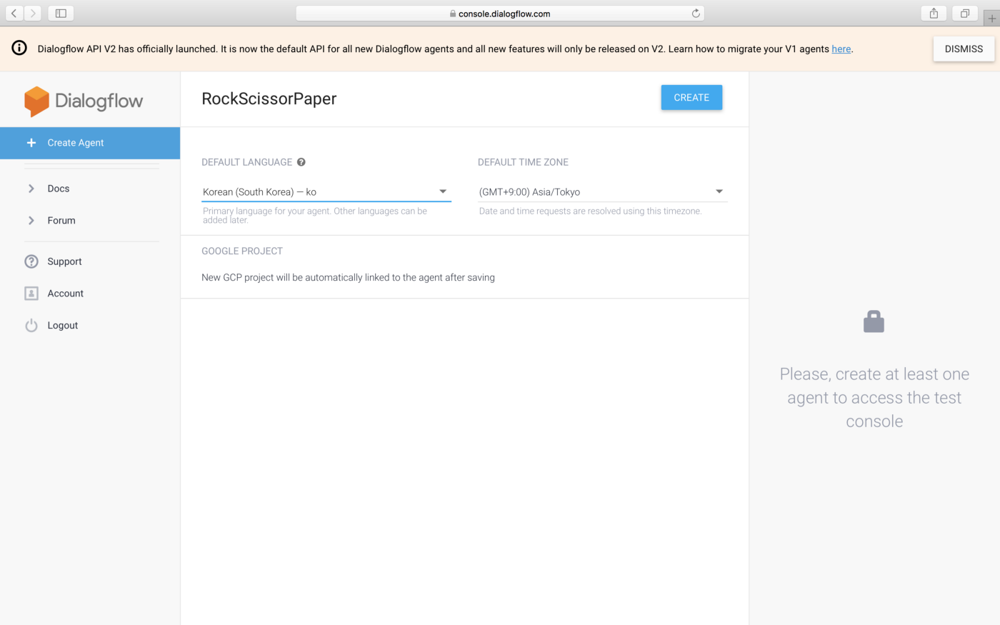 console.dialogflow.com
Dialogflow API V2 has officially launched. It is now the default API for all new Dialogflow agents and all new features will only be released on V2. Learn how to migrate your V1 agents here.
DISMISS
Dialogflow
RockScissorPaper
CREATE
Create Agent
Docs
Forum
Support
Account
Logout
DEFAULT LANGUAGE
Korean (South Korea) — ko
Primary language for your agent. Other languages can be
added later.
DEFAULT TIME ZONE
(GMT+9:00) Asia/Tokyo
Date and time requests are resolved using this timezone.
GOOGLE PROJECT
New GCP project will be automatically linked to the agent after saving
Please, create at least one
agent to access the test
console